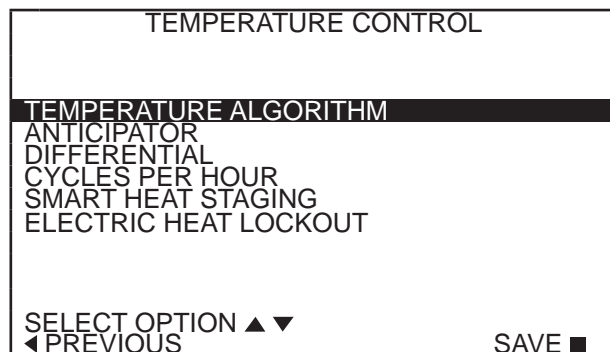 TEMPERATURE CONTROL
TEMPERATURE ALGORITHM
ANTICIPATOR
DIFFERENTIAL
CYCLES PER HOUR
SMART HEAT STAGING
ELECTRIC HEAT LOCKOUT
SELECT OPTION ▲ ▼
◀ PREVIOUS SAVE ■